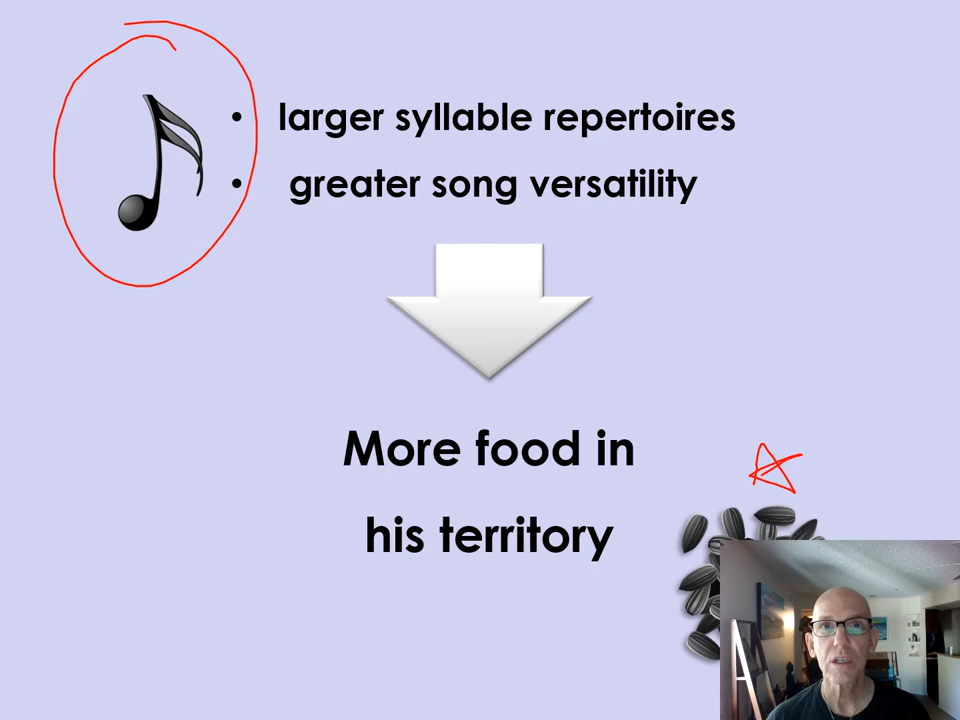 • larger syllable repertoires
• greater song versatility
More food in
his territory